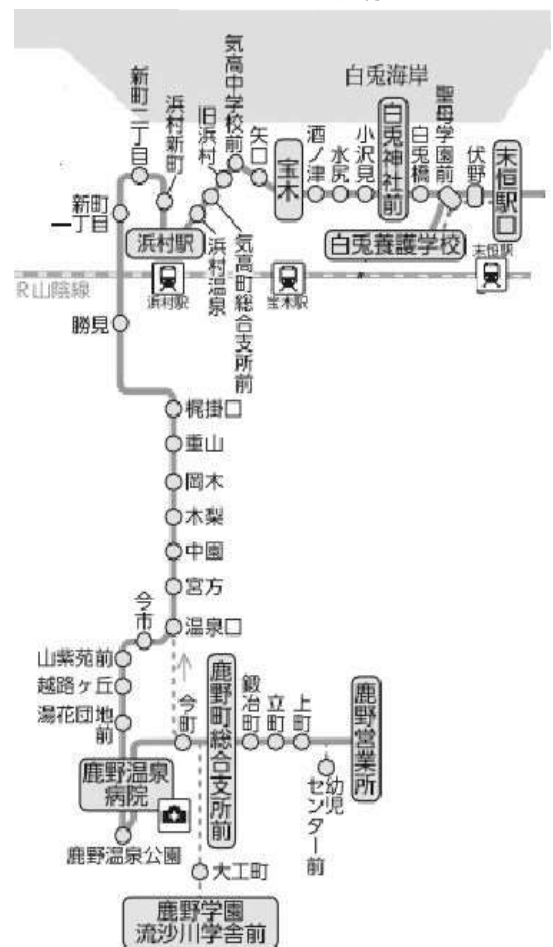 白兎海岸
新町二丁目
浜村新町
旧浜村
気高中学校前
矢口
宝木
酒ノ津
水尻
小沢見
白兎神社前
白兎橋
聖母学園前
伏野
末恒駅口
新町一丁目
浜村駅
浜村温泉
気高町総合支所前
白兎養護学校
末恒駅
R山陰線
浜村駅
宝木駅
勝見
梶掛口
重山
岡木
木梨
中園
宮方
今市
温泉口
山紫苑前
越路ヶ丘
湯花団地
前
今町
鹿野町総合支所前
鍛冶町
立町
上町
鹿野営業所
鹿野温泉
病院
幼児
センター前
鹿野温泉公園
大工町
鹿野学園
流沙川学舎前